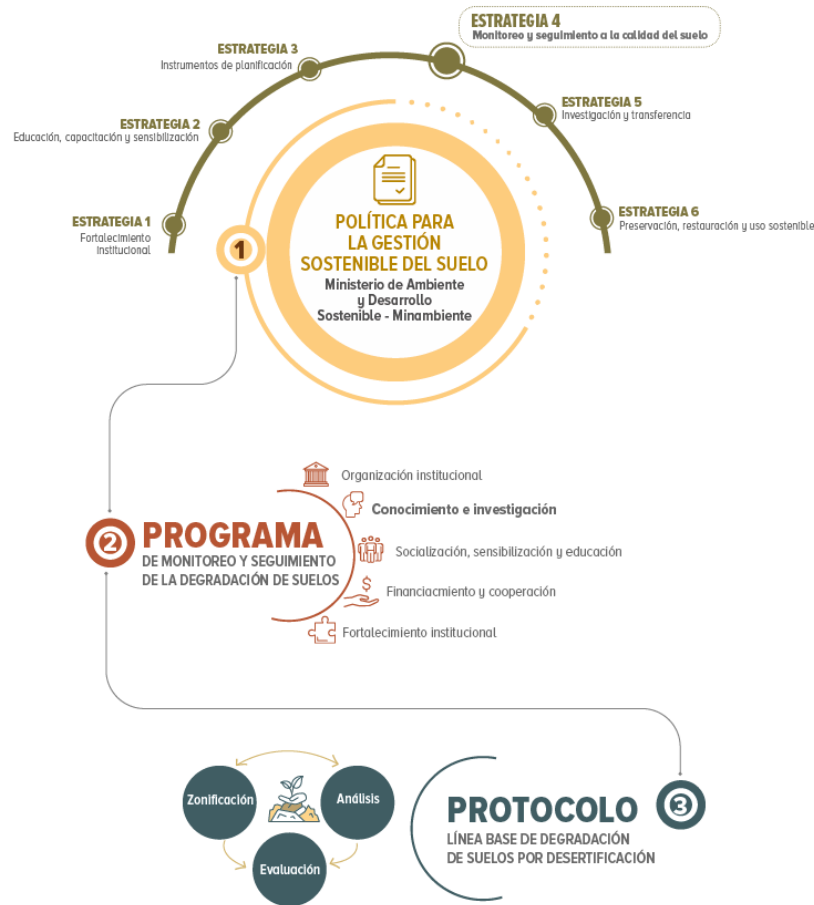 ESTRATEGIA 4
Monitoreo y seguimiento a la calidad del suelo
ESTRATEGIA 3
Instrumentos de planificación
ESTRATEGIA 5
Investigación y transferencia
ESTRATEGIA 2
Educación, capacitación y sensibilización
ESTRATEGIA 1
Fortalecimiento
institucional
ESTRATEGIA 6
Preservación, restauración y uso sostenible
1
POLÍTICA PARA
LA GESTIÓN
SOSTENIBLE DEL SUELO
Ministerio de Ambiente
y Desarrollo
Sostenible - Minambiente
2
PROGRAMA
DE MONITOREO Y SEGUIMIENTO
DE LA DEGRADACIÓN DE SUELOS
Organización institucional
Conocimiento e investigación
Socialización, sensibilización y educación
$
Financiacmiento y cooperación
Fortalecimiento institucional
Zonificación
Análisis
Evaluación
PROTOCOLO
3
LÍNEA BASE DE DEGRADACIÓN
DE SUELOS POR DESERTIFICACIÓN